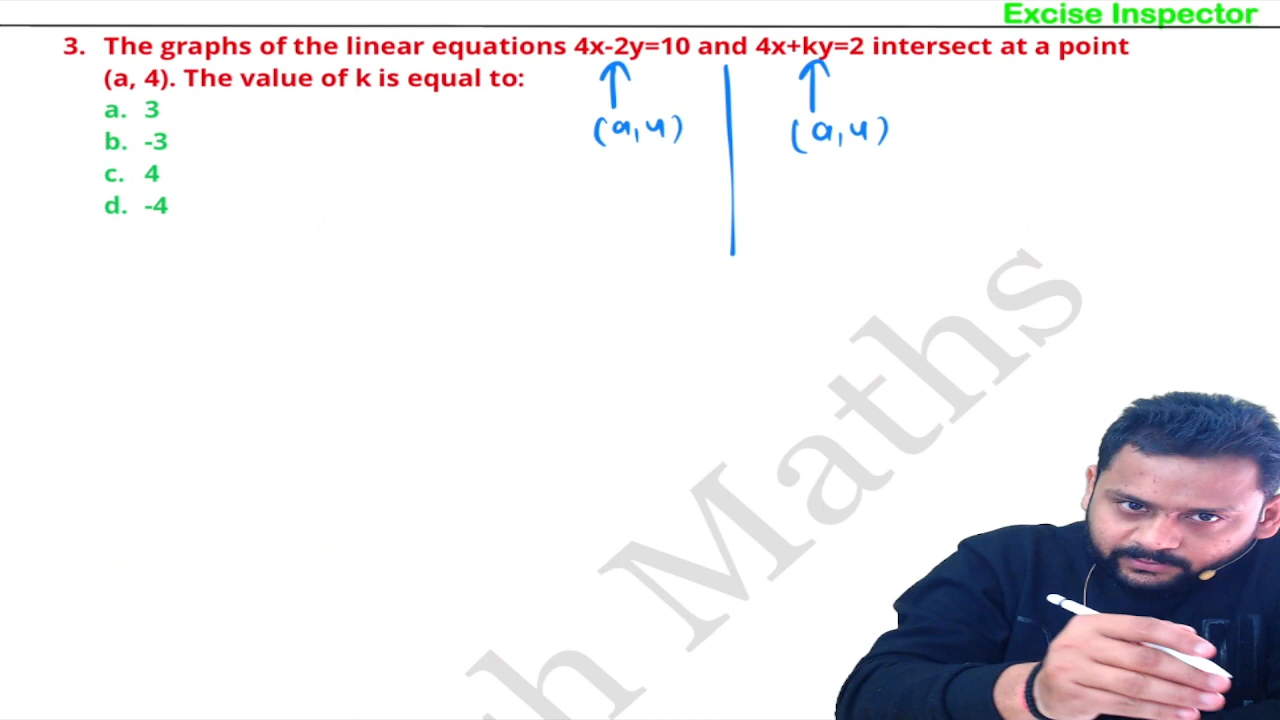 Excise Inspector
3. The graphs of the linear equations 4x-2y=10 and 4x+ky=2 intersect at a point
(a, 4). The value of k is equal to:
(a,4)
(a,4)
a. 3
b. -3
c. 4
d. -4
Maths